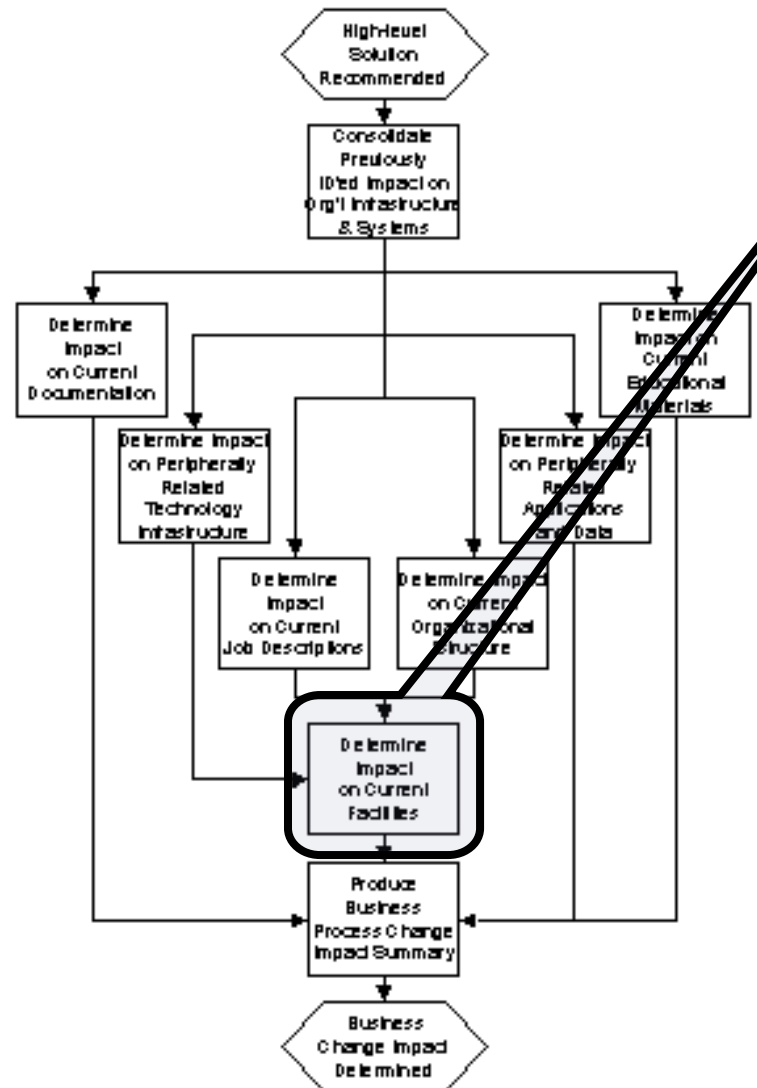 High-level
Solution
Recommended
Consolidate
Previously
ID'ed Impact on
Org'l Infrastructure
& Systems
Determine
Impact
on Current
Documentation
Determine
Impact on
Current
Educational
Materials
Determine Impact
on Peripherally
Related
Technology
Infrastructure
Determine Impact
on Peripherally
Related
Applications
and Data
Determine
Impact
on Current
Job Descriptions
Determine Impact
on Current
Organizational
Structure
Determine
Impact
on Current
Facilities
Produce
Business
Process Change
Impact Summary
Business
Change Impact
Determined